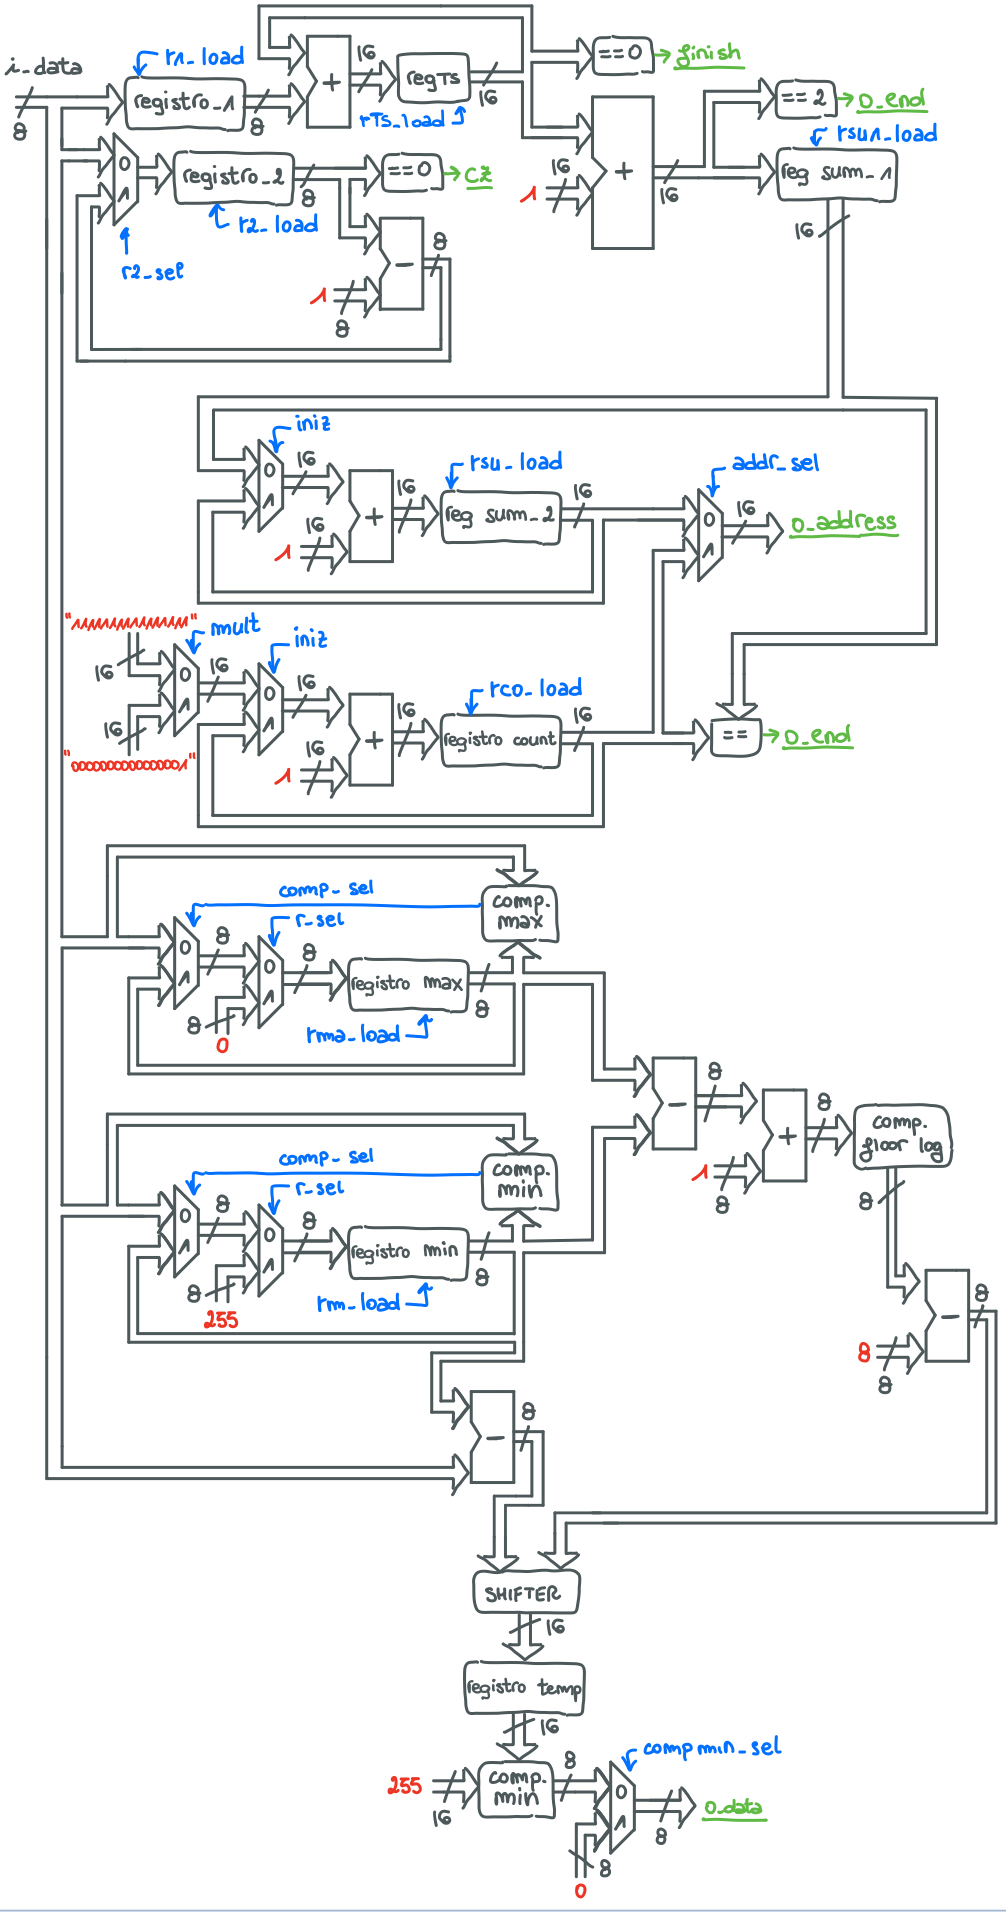 i_data
r1_load
registro_1
8
8
+
16
regTs
16
rTs_load
==0
finish
== 2
o_end
rsu1_load
reg sum_1
16
16
1
16
+
16
0
1
r2_sel
registro_2
8
r2_load
==0
cz
-
8
1
8
iniz
0
1
16
16
1
+
16
rsu_load
reg sum_2
16
addr_sel
0
1
16
o_address
16
16
"0000000000000001"
mult
0
1
16
iniz
0
1
16
16
1
+
16
rco_load
registro count
16
==
o_end
comp_sel
comp.
max
r_sel
0
1
8
0
1
8
8
0
registro max
8
rma_load
comp_sel
comp.
min
r_sel
0
1
8
0
1
8
8
255
registro min
8
rm_load
-
8
1
8
+
8
comp.
floor log
8
8
8
-
8
-
8
SHIFTER
16
registro temp
16
255
16
comp.
min
8
compmin_sel
0
1
8
0
8
o_data